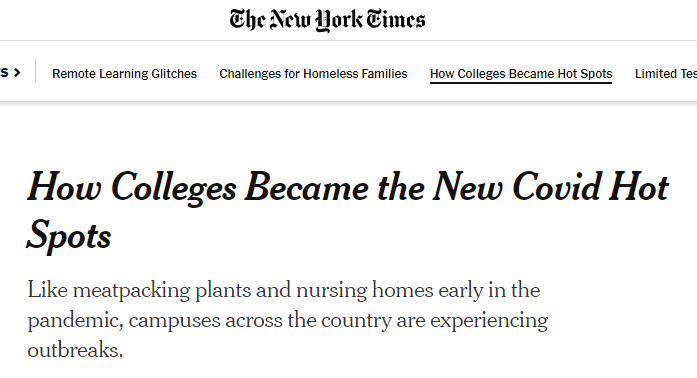 The New York Times
S > Remote Learning Glitches Challenges for Homeless Families How Colleges Became Hot Spots Limited Tes
How Colleges Became the New Covid Hot
Spots
Like meatpacking plants and nursing homes early in the
pandemic, campuses across the country are experiencing
outbreaks.